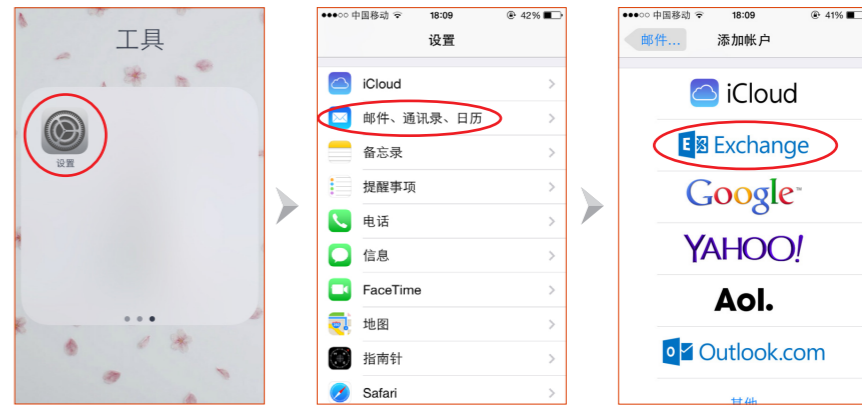 工具
设置
中国移动 18:09 42%
设置
iCloud
邮件、通讯录、日历
备忘录
提醒事项
电话
信息
FaceTime
地图
指南针
Safari
中国移动 18:09 41%
邮件... 添加帐户
iCloud
Exchange
Google
YAHOO!
Aol.
Outlook.com
其他